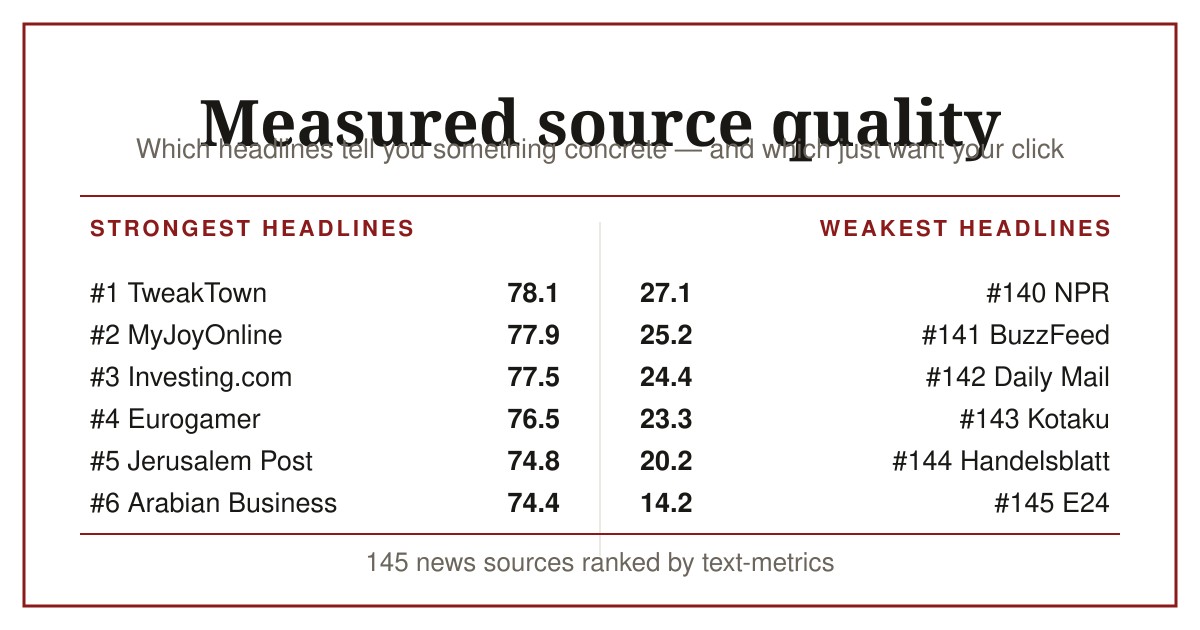 Measured source quality
Which headlines tell you something concrete — and which just want your click
STRONGEST HEADLINES
#1 TweakTown 78.1
#2 MyJoyOnline 77.9
#3 Investing.com 77.5
#4 Eurogamer 76.5
#5 Jerusalem Post 74.8
#6 Arabian Business 74.4
WEAKEST HEADLINES
27.1 #140 NPR
25.2 #141 BuzzFeed
24.4 #142 Daily Mail
23.3 #143 Kotaku
20.2 #144 Handelsblatt
14.2 #145 E24
145 news sources ranked by text-metrics